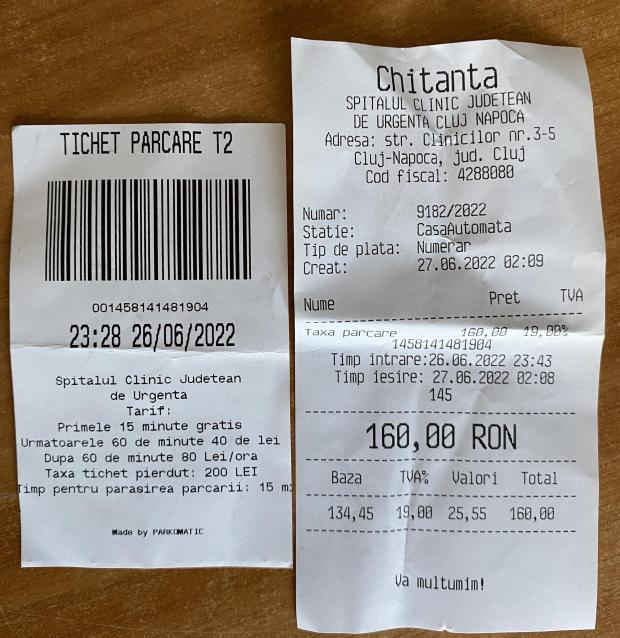 TICHET PARCARE T2
001458141481904
23:28 26/06/2022
Spitalul Clinic Judetean
de Urgenta
Tarif:
Primele 15 minute gratis
Urmatoarele 60 de minute 40 de lei
Dupa 60 de minute 80 Lei/ora
Taxa tichet pierdut: 200 LEI
Timp pentru parasirea parcarii: 15 mi
Made by PARKOMATIC
Chitanta
SPITALUL CLINIC JUDETEAN
DE URGENTA CLUJ NAPOCA
Adresa: str. Clinicilor nr.3-5
Cluj-Napoca, jud. Cluj
Cod fiscal: 4288080
Numar: 9182/2022
Statie: CasaAutomata
Tip de plata: Numerar
Creat: 27.06.2022 02:09
Nume Pret TVA
Taxa parcare 160,00 19,00%
1458141481904
Timp intrare:26.06.2022 23:43
Timp iesire: 27.06.2022 02:08
145
160,00 RON
Baza TVA% Valori Total
134,45 19,00 25,55 160,00
Va multumim!